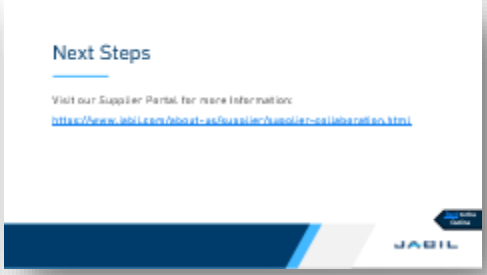 Next Steps
Visit our Supplier Portal for more Information:
https://www.jabil.com/about-us/supplier/supplier-collaboration.html
JABIL